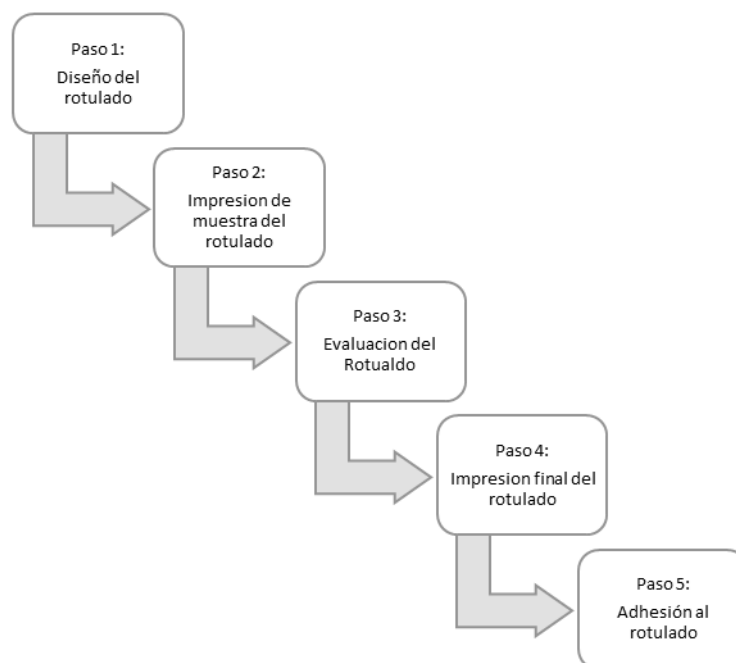 Paso 1:
Diseño del
rotulado
Paso 2:
Impresion de
muestra del
rotulado
Paso 3:
Evaluacion del
Rotualdo
Paso 4:
Impresion final del
rotulado
Paso 5:
Adhesión al
rotulado